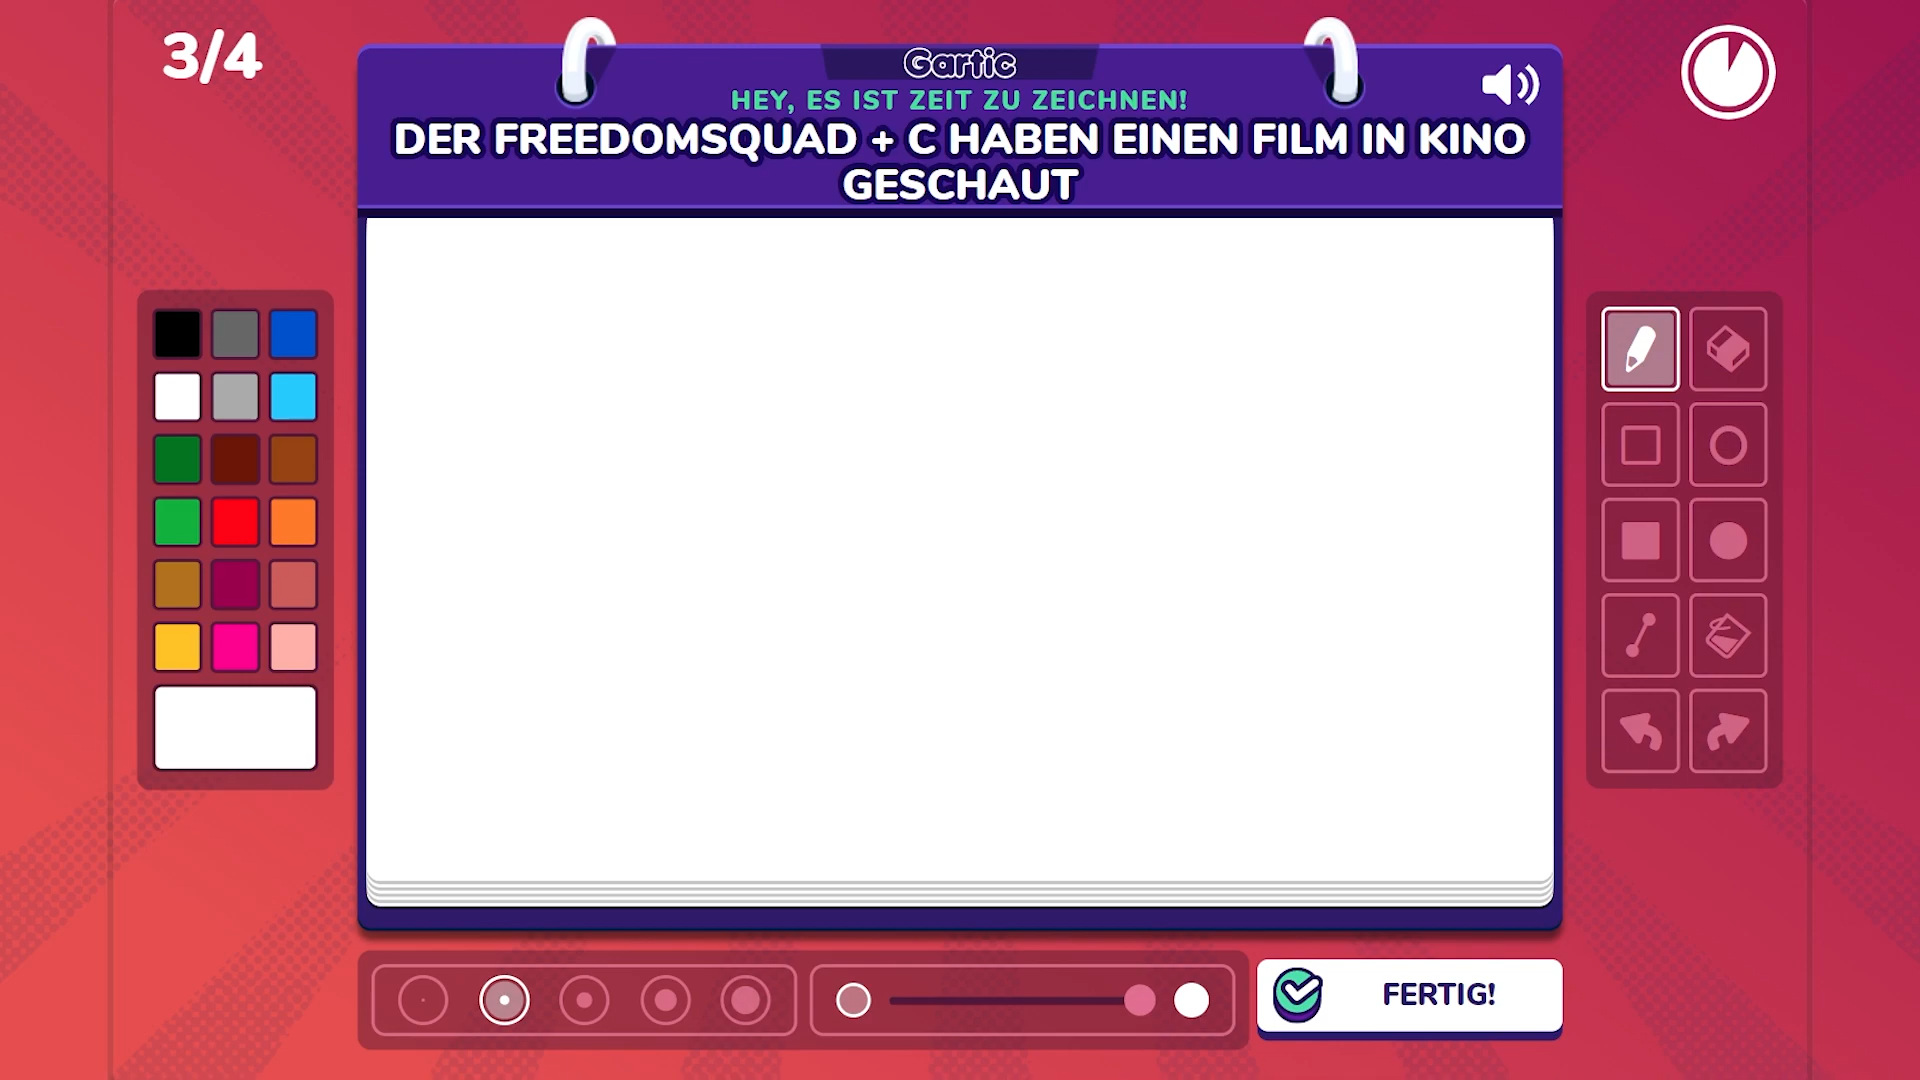 3/4
Gartic
HEY, ES IST ZEIT ZU ZEICHNEN!
DER FREEDOMSQUAD + C HABEN EINEN FILM IN KINO
GESCHAUT
FERTIG!